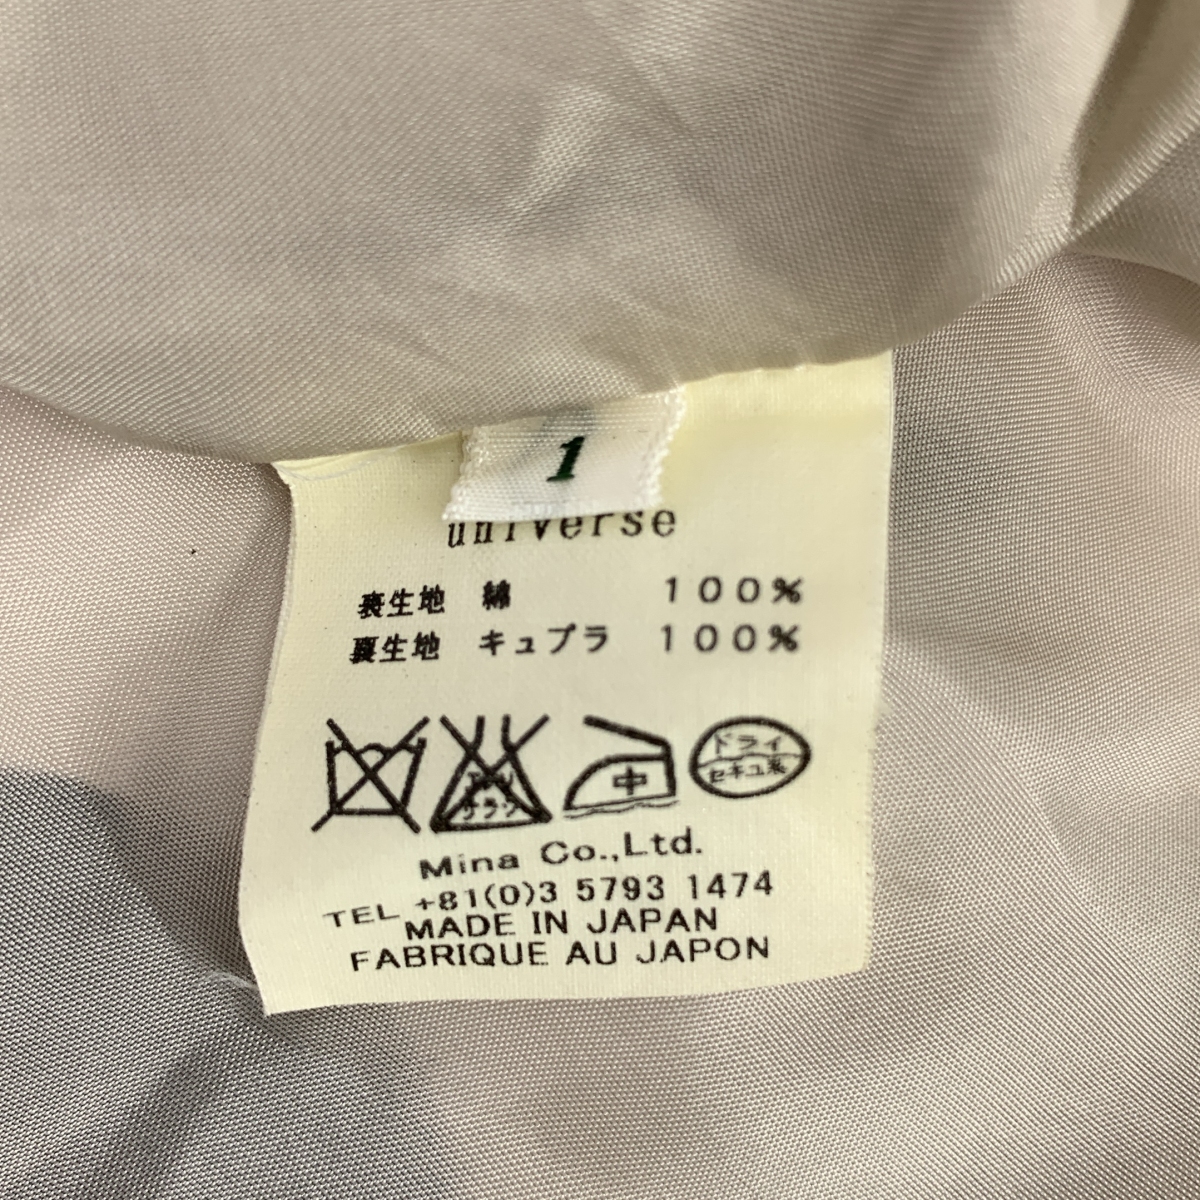 1
universe
表生地 綿 100%
裏生地 キュプラ 100%
中
ドライ
セキユ系
Mina Co.,Ltd.
TEL +81(0)3 5793 1474
MADE IN JAPAN
FABRIQUE AU JAPON